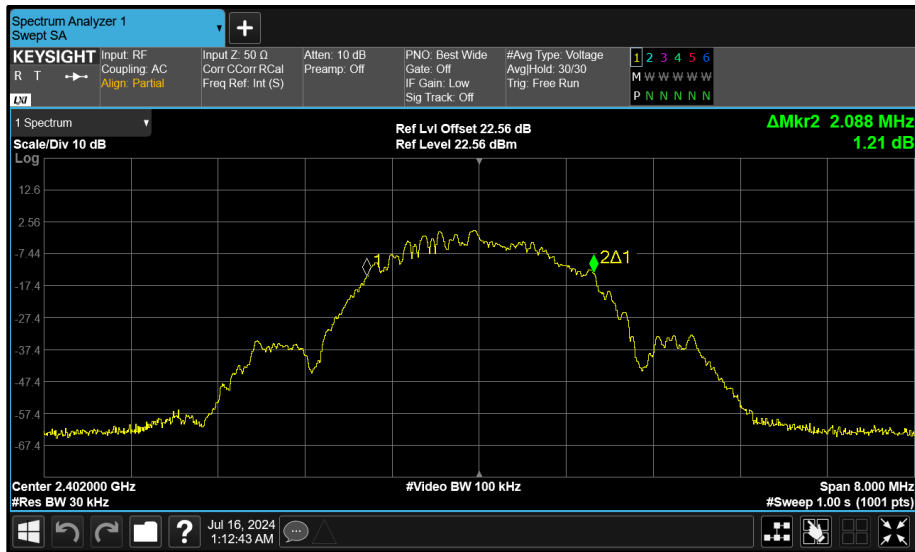 Spectrum Analyzer 1
Swept SA
+
KEYSIGHT
R T
LXI
Input: RF
Coupling: AC
Align: Partial
Input Z: 50 Ω
Corr CCorr RCal
Freq Ref: Int (S)
Atten: 10 dB
Preamp: Off
PNO: Best Wide
Gate: Off
IF Gain: Low
Sig Track: Off
#Avg Type: Voltage
Avg|Hold: 30/30
Trig: Free Run
1 2 3 4 5 6
M W W W W W
P N N N N N
1 Spectrum
Scale/Div 10 dB
Ref Lvl Offset 22.56 dB
Ref Level 22.56 dBm
ΔMkr2 2.088 MHz
1.21 dB
Log
12.6
2.56
-7.44
-17.4
-27.4
-37.4
-47.4
-57.4
-67.4
1
2Δ1
Center 2.402000 GHz
#Video BW 100 kHz
Span 8.000 MHz
#Res BW 30 kHz
#Sweep 1.00 s (1001 pts)
?
Jul 16, 2024
1:12:43 AM